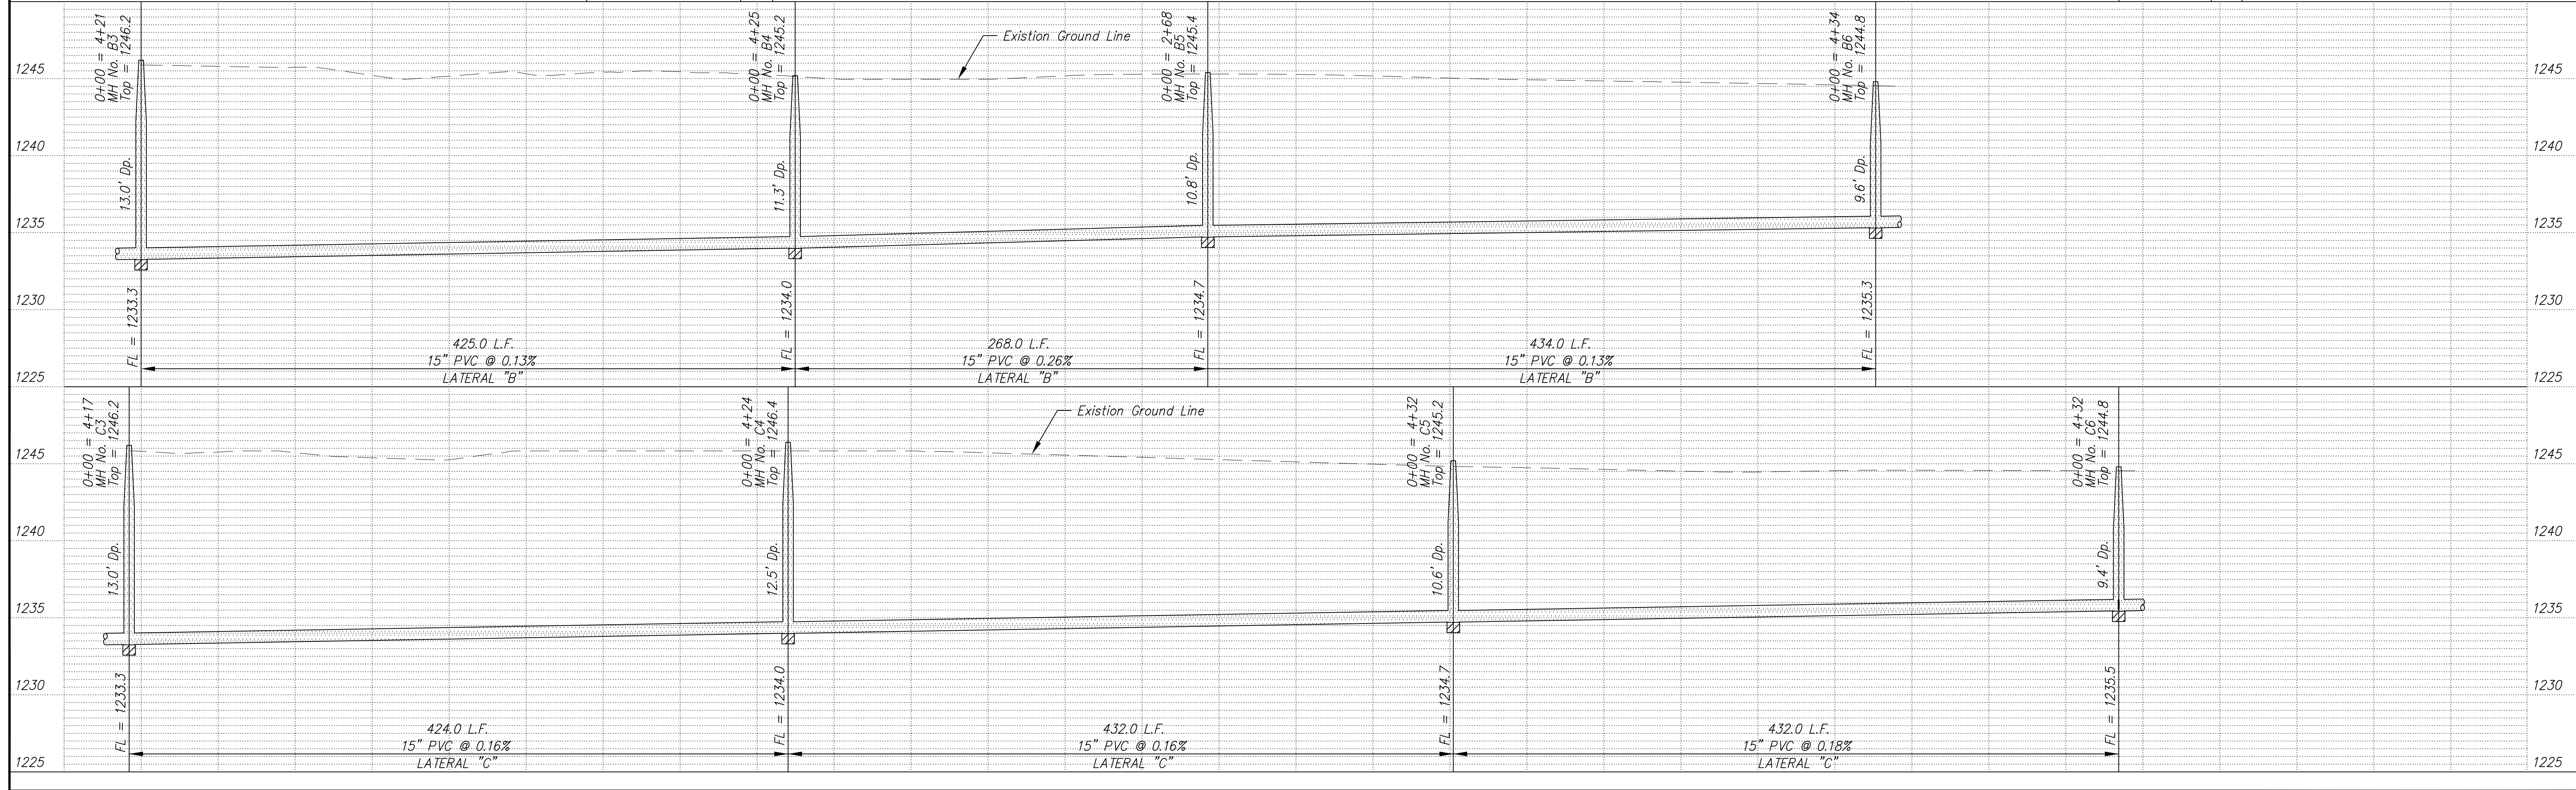 0+00 = 4+21
MH No. B3
Top = 1246.2
0+00 = 4+25
MH No. B4
Top = 1245.2
0+00 = 2+68
MH No. B5
Top = 1245.4
0+00 = 4+34
MH No. B6
Top = 1244.8
Existion Ground Line
1245
1245
1240
1240
13.0' Dp.
11.3' Dp.
10.8' Dp.
9.6' Dp.
1235
1235
1230
1230
FL = 1233.3
FL = 1234.0
FL = 1234.7
FL = 1235.3
425.0 L.F.
15" PVC @ 0.13%
LATERAL "B"
268.0 L.F.
15" PVC @ 0.26%
LATERAL "B"
434.0 L.F.
15" PVC @ 0.13%
LATERAL "B"
1225
1225
0+00 = 4+17
MH No. C3
Top = 1246.2
0+00 = 4+24
MH No. C4
Top = 1246.4
0+00 = 4+32
MH No. C5
Top = 1245.2
0+00 = 4+32
MH No. C6
Top = 1244.8
Existion Ground Line
1245
1245
1240
1240
13.0' Dp.
12.5' Dp.
10.6' Dp.
9.4' Dp.
1235
1235
1230
1230
FL = 1233.3
FL = 1234.0
FL = 1234.7
FL = 1235.5
424.0 L.F.
15" PVC @ 0.16%
LATERAL "C"
432.0 L.F.
15" PVC @ 0.16%
LATERAL "C"
432.0 L.F.
15" PVC @ 0.18%
LATERAL "C"
1225
1225